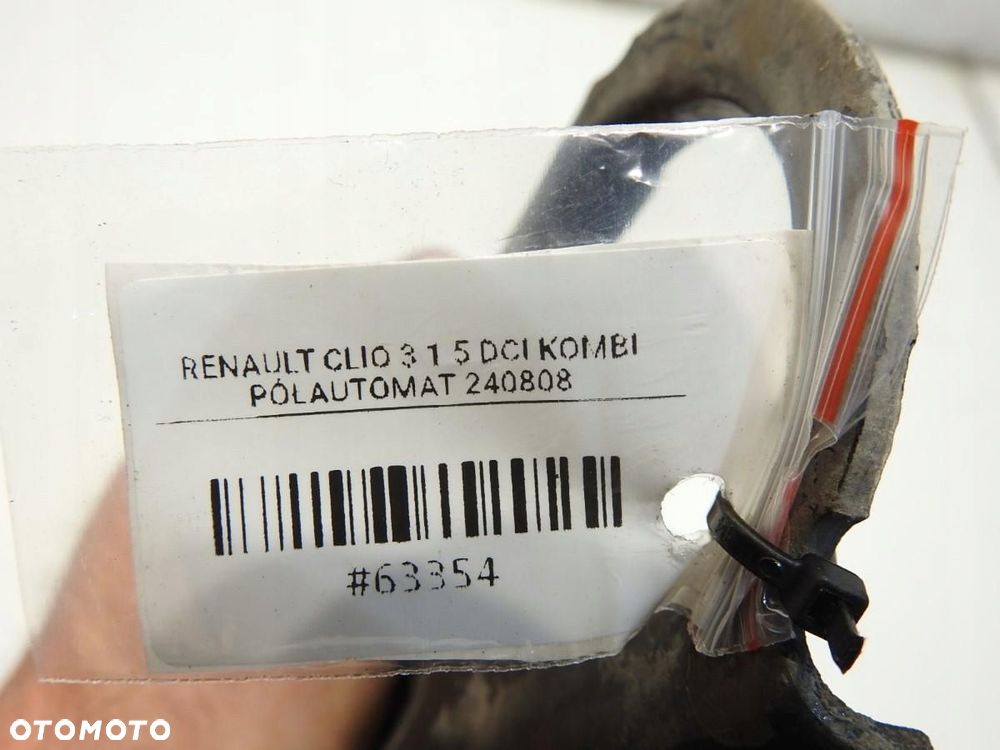 RENAULT CLIO 3 1 5 DCI KOMBI
PÓŁAUTOMAT 240808
#63354
OTOMOTO